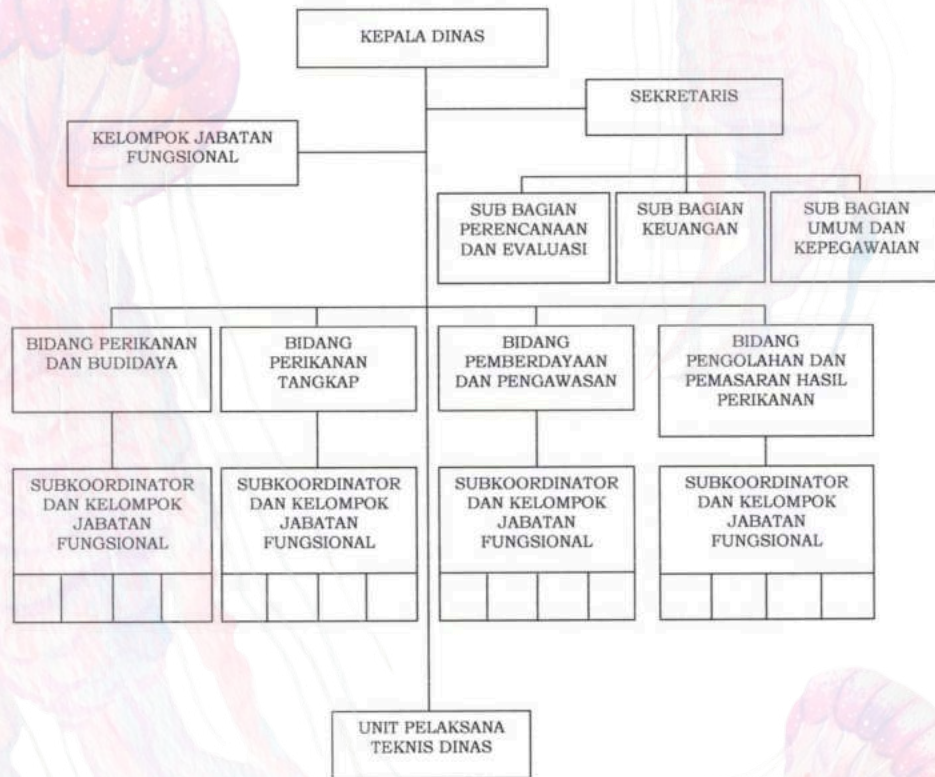 KEPALA DINAS
SEKRETARIS
KELOMPOK JABATAN
FUNGSIONAL
SUB BAGIAN
PERENCANAAN
DAN EVALUASI
SUB BAGIAN
KEUANGAN
SUB BAGIAN
UMUM DAN
KEPEGAWAIAN
BIDANG PERIKANAN
DAN BUDIDAYA
BIDANG
PERIKANAN
TANGKAP
BIDANG
PEMBERDAYAAN
DAN PENGAWASAN
BIDANG
PENGOLAHAN DAN
PEMASARAN HASIL
PERIKANAN
SUBKOORDINATOR
DAN KELOMPOK
JABATAN
FUNGSIONAL
SUBKOORDINATOR
DAN KELOMPOK
JABATAN
FUNGSIONAL
SUBKOORDINATOR
DAN KELOMPOK
JABATAN
FUNGSIONAL
SUBKOORDINATOR
DAN KELOMPOK
JABATAN
FUNGSIONAL
UNIT PELAKSANA
TEKNIS DINAS